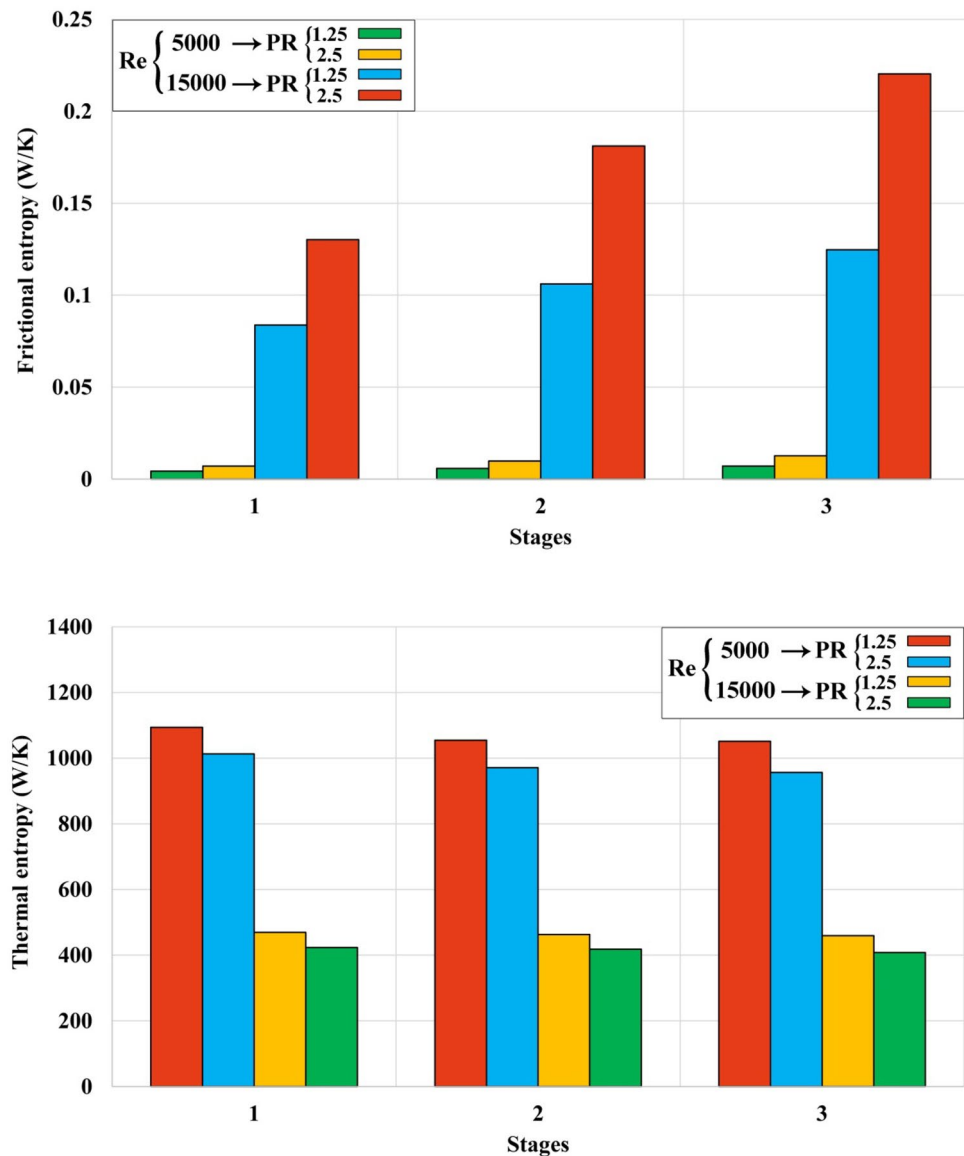 0.25
Re { 5000 → PR { 1.25
2.5
15000 → PR { 1.25
2.5
0.2
0.15
0.1
0.05
0
Frictional entropy (W/K)
1 2 3
Stages
1400
Re { 5000 → PR { 1.25
2.5
15000 → PR { 1.25
2.5
1200
1000
800
600
400
200
0
Thermal entropy (W/K)
1 2 3
Stages